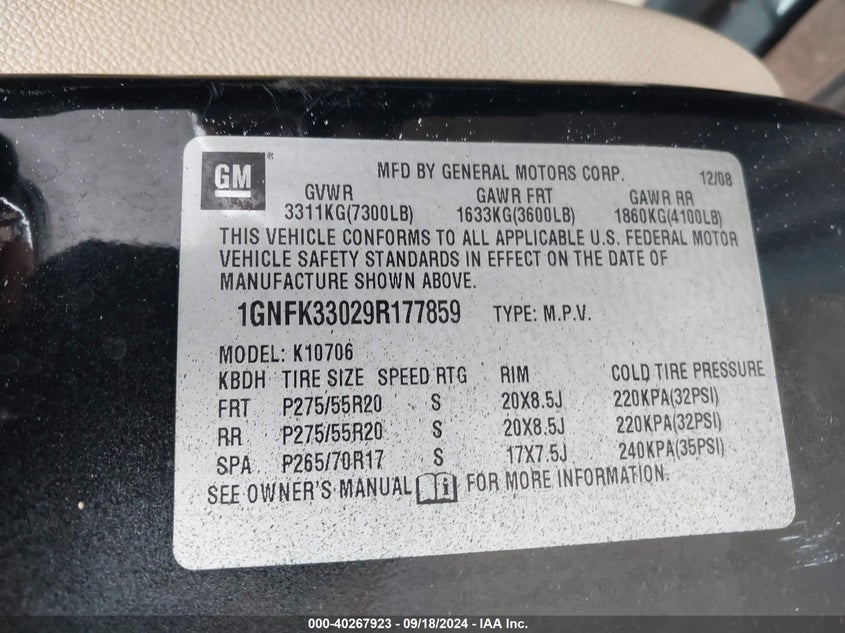 GM ® MFD BY GENERAL MOTORS CORP. 12/08
GVWR GAWR FRT GAWR RR
3311KG(7300LB) 1633KG(3600LB) 1860KG(4100LB)
THIS VEHICLE CONFORMS TO ALL APPLICABLE U.S. FEDERAL MOTOR
VEHICLE SAFETY STANDARDS IN EFFECT ON THE DATE OF
MANUFACTURE SHOWN ABOVE.
1GNFK33029R177859 TYPE: M.P.V.
MODEL: K10706
KBDH TIRE SIZE SPEED RTG RIM COLD TIRE PRESSURE
FRT P275/55R20 S 20X8.5J 220KPA(32PSI)
RR P275/55R20 S 20X8.5J 220KPA(32PSI)
SPA P265/70R17 S 17X7.5J 240KPA(35PSI)
SEE OWNER'S MANUAL i FOR MORE INFORMATION.
000-40267923 - 09/18/2024 - IAA Inc.